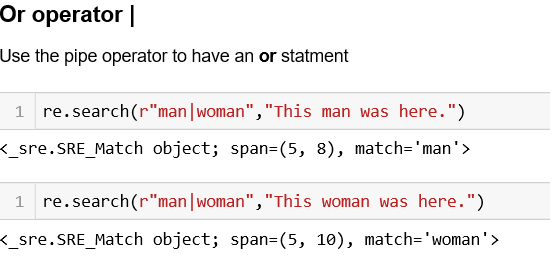 Or operator |
Use the pipe operator to have an or statment
1 re.search(r"man|woman","This man was here.")
<_sre.SRE_Match object; span=(5, 8), match='man'>
1 re.search(r"man|woman","This woman was here.")
<_sre.SRE_Match object; span=(5, 10), match='woman'>